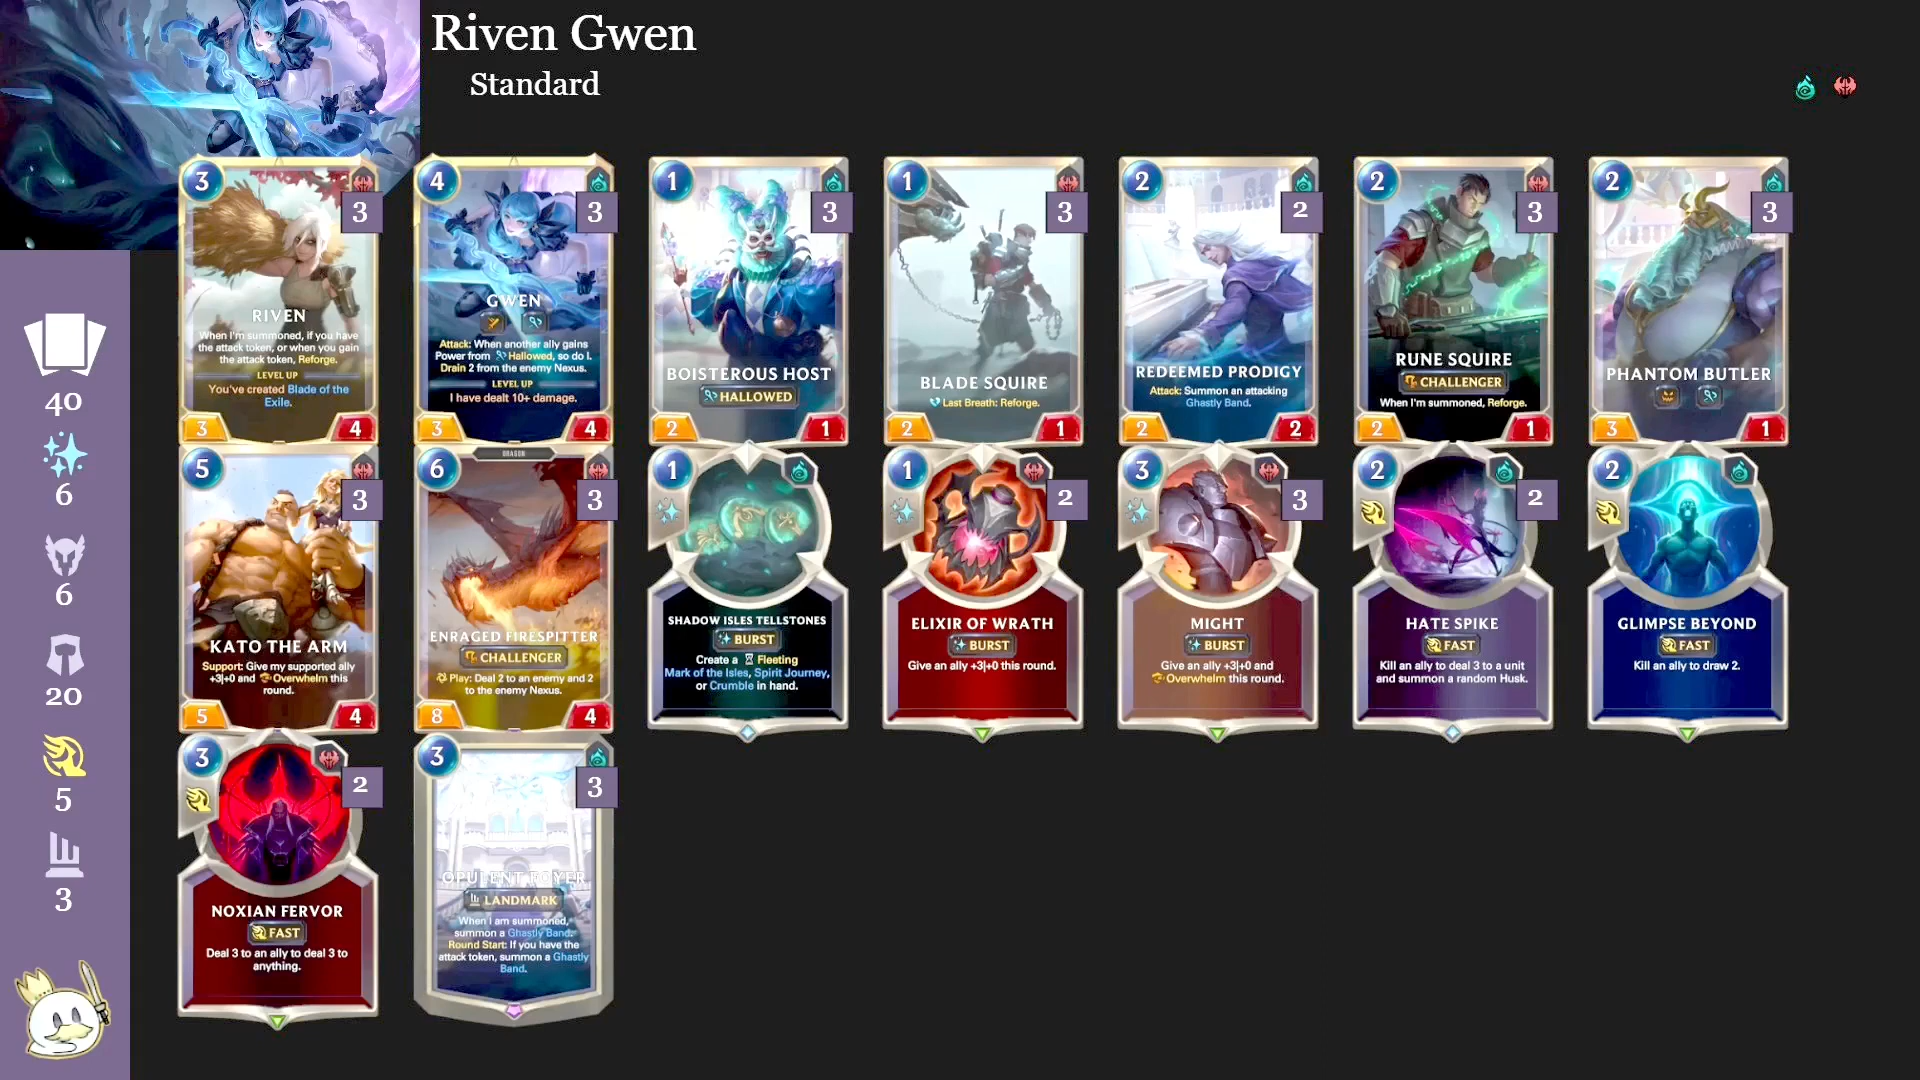 Riven Gwen
Standard
40
6
6
20
5
3
3
3
RIVEN
When I'm summoned, if you have
the attack token, or when you gain
the attack token, Reforge.
LEVEL UP
You've created Blade of the
Exile.
3
4
4
3
GWEN
Attack: When another ally gains
Power from Hallowed, so do I.
Drain 2 from the enemy Nexus.
LEVEL UP
I have dealt 10+ damage.
3
4
1
3
BOISTEROUS HOST
HALLOWED
2
1
1
3
BLADE SQUIRE
Last Breath: Reforge.
2
1
2
2
REDEEMED PRODIGY
Attack: Summon an attacking
Ghastly Band.
2
2
2
3
RUNE SQUIRE
CHALLENGER
When I'm summoned, Reforge.
2
1
2
3
PHANTOM BUTLER
3
1
5
3
KATO THE ARM
Support: Give my supported ally
+3|+0 and Overwhelm this
round.
5
4
DRAGON
6
3
ENRAGED FIRESPITTER
CHALLENGER
Play: Deal 2 to an enemy and 2
to the enemy Nexus.
8
4
1
SHADOW ISLES TELLSTONES
BURST
Create a Fleeting
Mark of the Isles, Spirit Journey,
or Crumble in hand.
1
2
ELIXIR OF WRATH
BURST
Give an ally +3|+0 this round.
3
3
MIGHT
BURST
Give an ally +3|+0 and
Overwhelm this round.
2
2
HATE SPIKE
FAST
Kill an ally to deal 3 to a unit
and summon a random Husk.
2
GLIMPSE BEYOND
FAST
Kill an ally to draw 2.
3
2
NOXIAN FERVOR
FAST
Deal 3 to an ally to deal 3 to
anything.
3
3
OPULENT FOYER
LANDMARK
When I am summoned,
summon a Ghastly Band.
Round Start: If you have the
attack token, summon a Ghastly
Band.